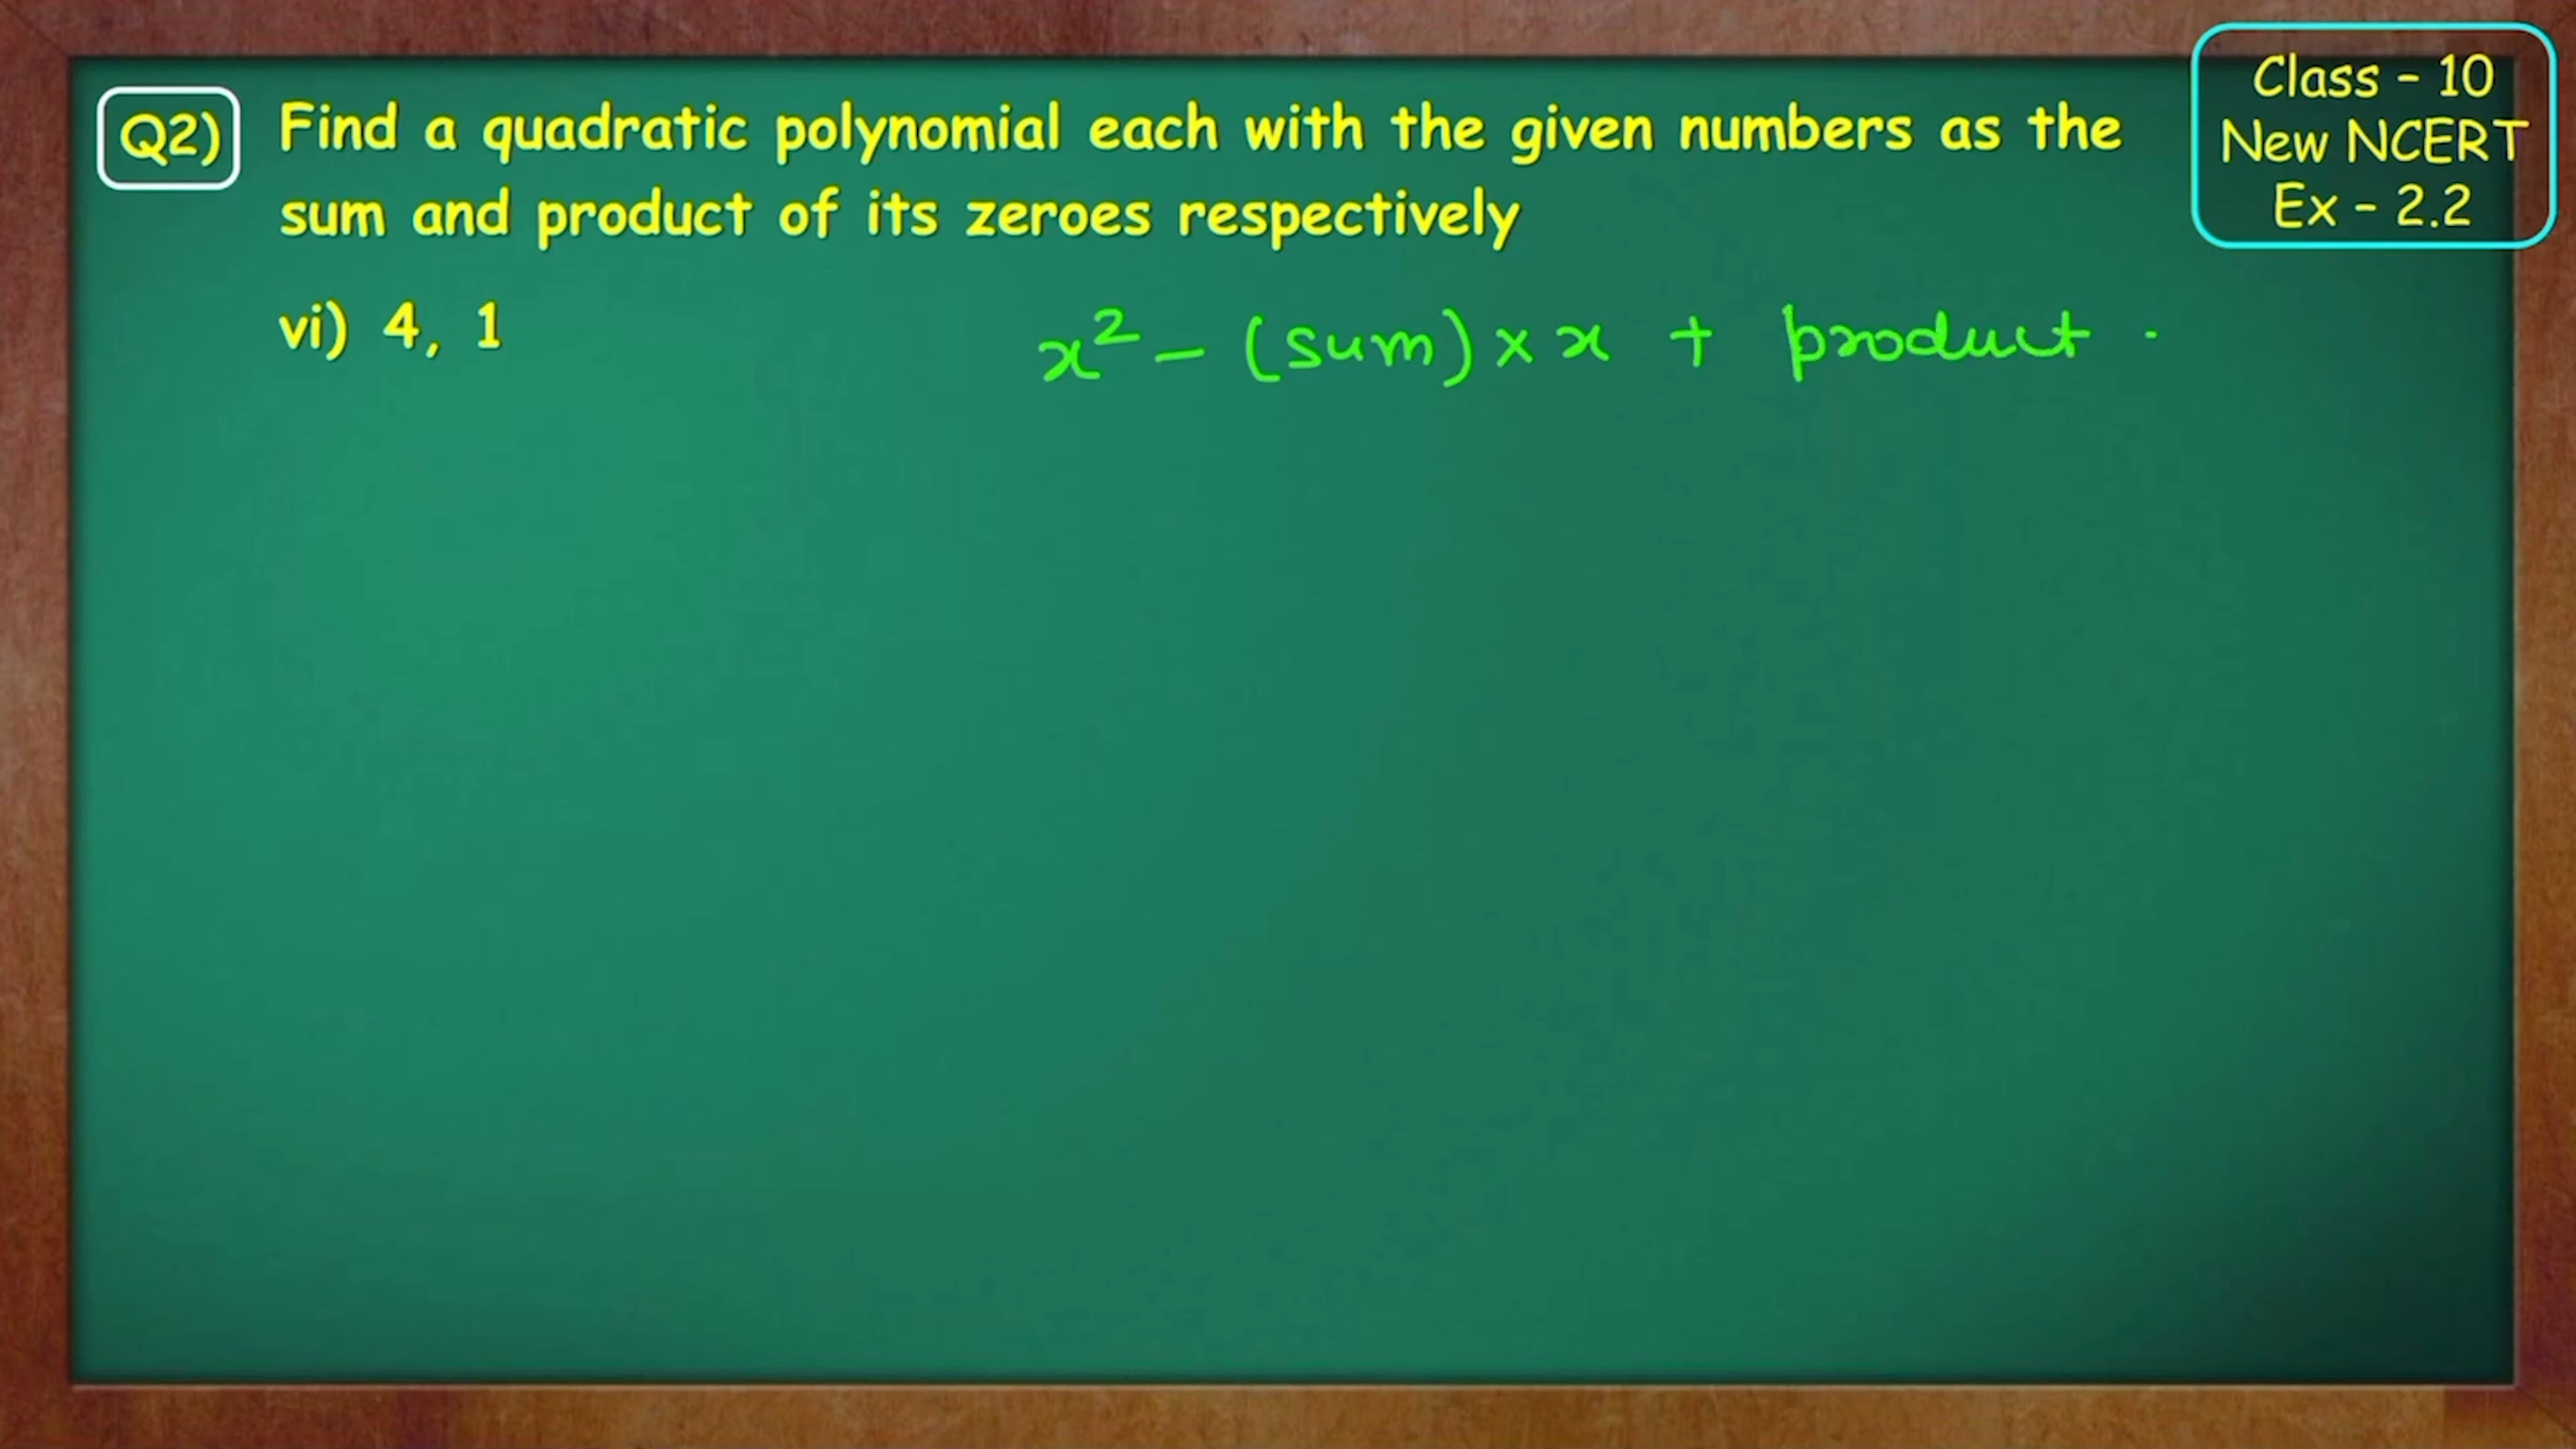 Q2) Find a quadratic polynomial each with the given numbers as the
sum and product of its zeroes respectively
vi) 4, 1
x² - (sum) × x + product .
Class - 10
New NCERT
Ex - 2.2